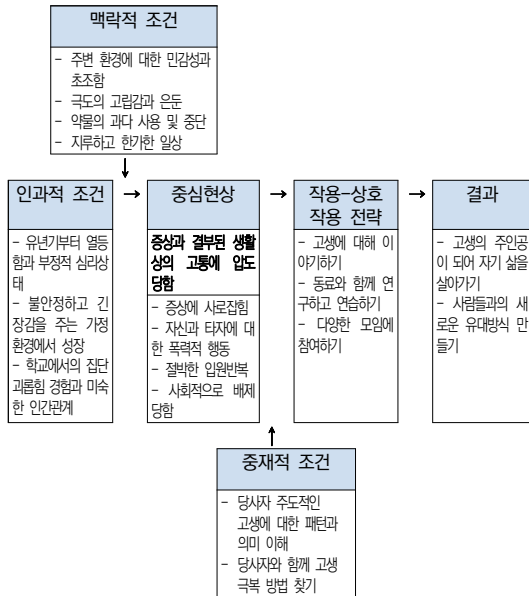 맥락적 조건
- 주변 환경에 대한 민감성과
초조함
- 극도의 고립감과 은둔
- 약물의 과다 사용 및 중단
- 지루하고 한가한 일상
인과적 조건
- 유년기부터 열등
함과 부정적 심리상
태
- 불안정하고 긴
장감을 주는 가정
환경에서 성장
- 학교에서의 집단
괴롭힘 경험과 미숙
한 인간관계
중심현상
증상과 결부된 생활
상의 고통에 압도
당함
- 증상에 사로잡힘
- 자신과 타자에 대
한 폭력적 행동
- 절박한 입원반복
- 사회적으로 배제
당함
작용-상호
작용 전략
- 고생에 대해 이
야기하기
- 동료와 함께 연
구하고 연습하기
- 다양한 모임에
참여하기
결과
- 고생의 주인공
이 되어 자기 삶을
살아가기
- 사람들과의 새
로운 유대방식 만
들기
중재적 조건
- 당사자 주도적인
고생에 대한 패턴과
의미 이해
- 당사자와 함께 고생
극복 방법 찾기